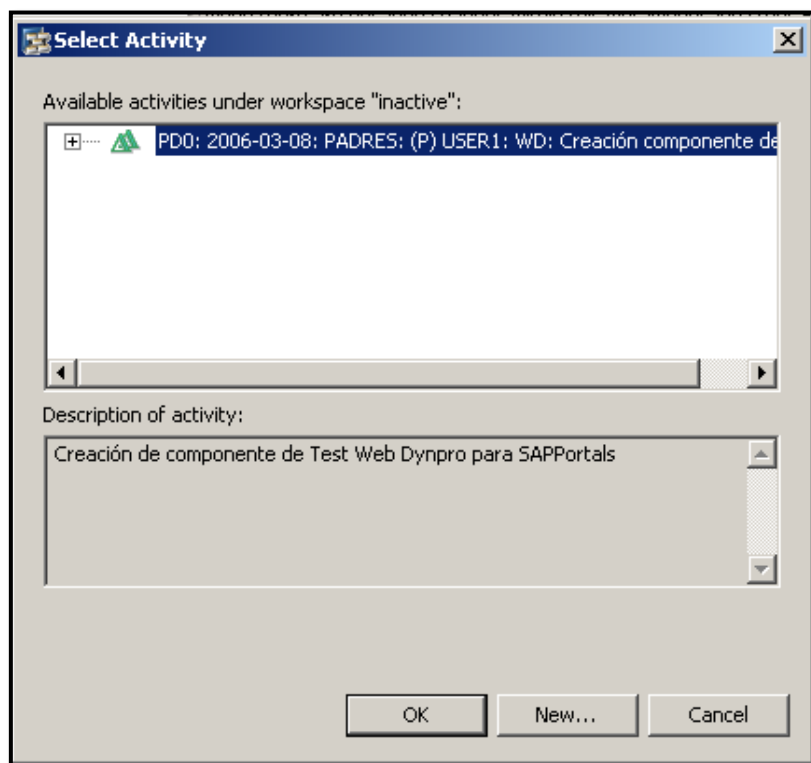 Select Activity
Available activities under workspace "inactive":
PD0: 2006-03-08: PADRES: (P) USER1: WD: Creación componente de
Description of activity:
Creación de componente de Test Web Dynpro para SAPPortals
OK New... Cancel